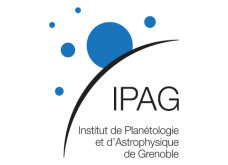 IPAG
Institut de Planétologie
et d'Astrophysique
de Grenoble